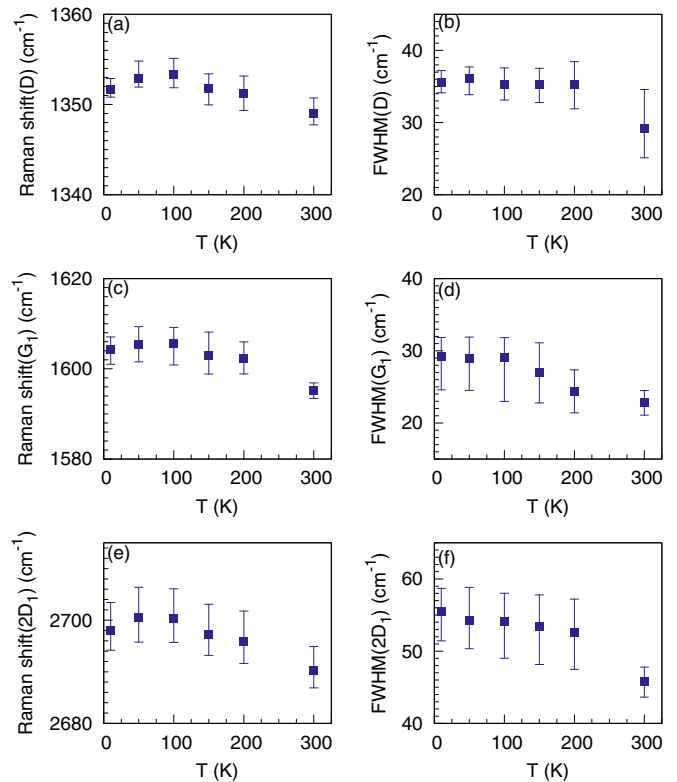 (a)
Raman shift(D) (cm⁻¹)
1360
1350
1340
0 100 200 300
T (K)
(b)
FWHM(D) (cm⁻¹)
40
30
20
0 100 200 300
T (K)
(c)
Raman shift(G₁) (cm⁻¹)
1620
1600
1580
0 100 200 300
T (K)
(d)
FWHM(G₁) (cm⁻¹)
40
30
20
0 100 200 300
T (K)
(e)
Raman shift(2D₁) (cm⁻¹)
2700
2680
0 100 200 300
T (K)
(f)
FWHM(2D₁) (cm⁻¹)
60
50
40
0 100 200 300
T (K)